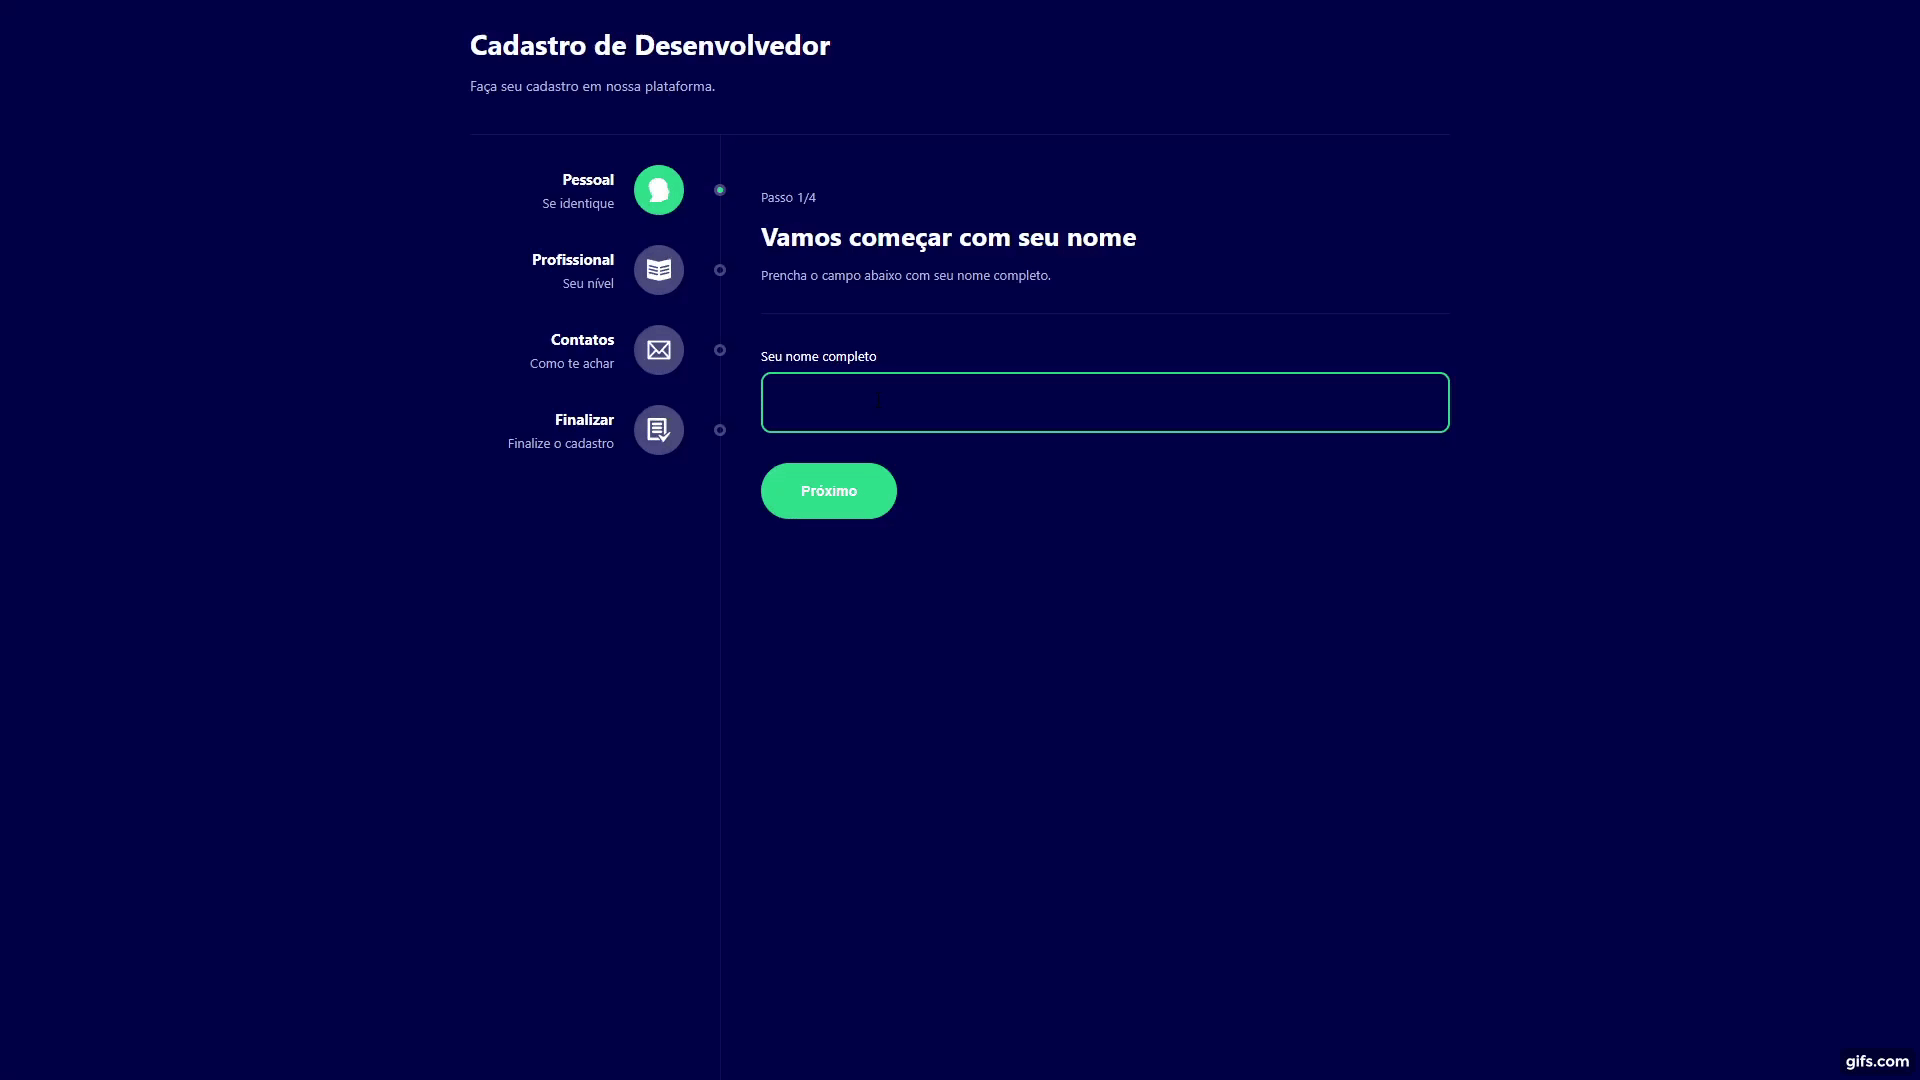 Cadastro de Desenvolvedor
Faça seu cadastro em nossa plataforma.
Pessoal
Se identique
Profissional
Seu nível
Contatos
Como te achar
Finalizar
Finalize o cadastro
Passo 1/4
Vamos começar com seu nome
Prencha o campo abaixo com seu nome completo.
Seu nome completo
Próximo
gifs.com